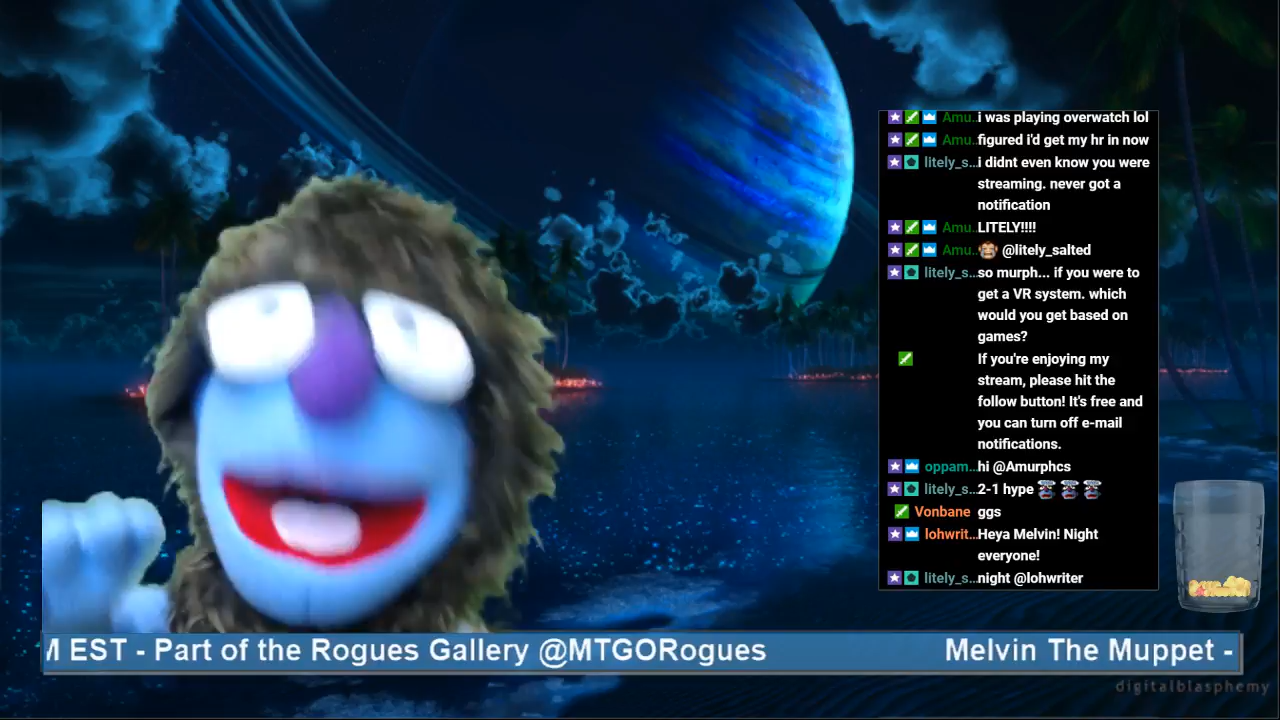 Amu.. i was playing overwatch lol
Amu.. figured i'd get my hr in now
litely_s... i didnt even know you were
streaming. never got a
notification
Amu.. LITELY!!!!
Amu.. @litely_salted
litely_s... so murph... if you were to
get a VR system. which
would you get based on
games?
If you're enjoying my
stream, please hit the
follow button! It's free and
you can turn off e-mail
notifications.
oppam... hi @Amurphcs
litely_s... 2-1 hype
Vonbane ggs
lohwrit... Heya Melvin! Night
everyone!
litely_s... night @lohwriter
M EST - Part of the Rogues Gallery @MTGORogues Melvin The Muppet -
digitalblasphemy